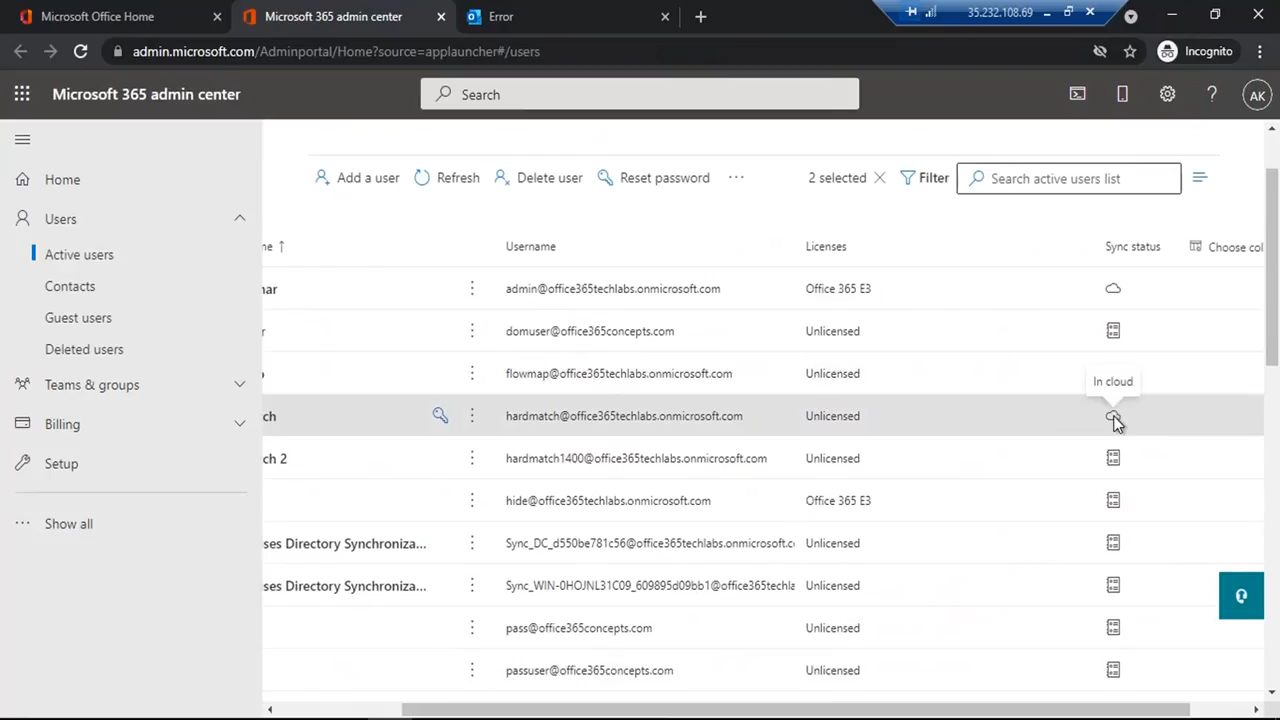 Microsoft Office Home
Microsoft 365 admin center
Error
35.232.108.69
admin.microsoft.com/Adminportal/Home?source=applauncher#/users
Incognito
Microsoft 365 admin center
Search
AK
Home
Users
Active users
Contacts
Guest users
Deleted users
Teams & groups
Billing
Setup
Show all
Add a user
Refresh
Delete user
Reset password
2 selected
Filter
Search active users list
ne ↑
Username
Licenses
Sync status
Choose col
nar
admin@office365techlabs.onmicrosoft.com
Office 365 E3
r
domuser@office365concepts.com
Unlicensed
flowmap@office365techlabs.onmicrosoft.com
Unlicensed
In cloud
ch
hardmatch@office365techlabs.onmicrosoft.com
Unlicensed
ch 2
hardmatch1400@office365techlabs.onmicrosoft.com
Unlicensed
hide@office365techlabs.onmicrosoft.com
Office 365 E3
ses Directory Synchroniza...
Sync_DC_d550be781c56@office365techlabs.onmicrosoft.c
Unlicensed
ses Directory Synchroniza...
Sync_WIN-0HOJNL31C09_609895d09bb1@office365techla
Unlicensed
pass@office365concepts.com
Unlicensed
passuser@office365concepts.com
Unlicensed